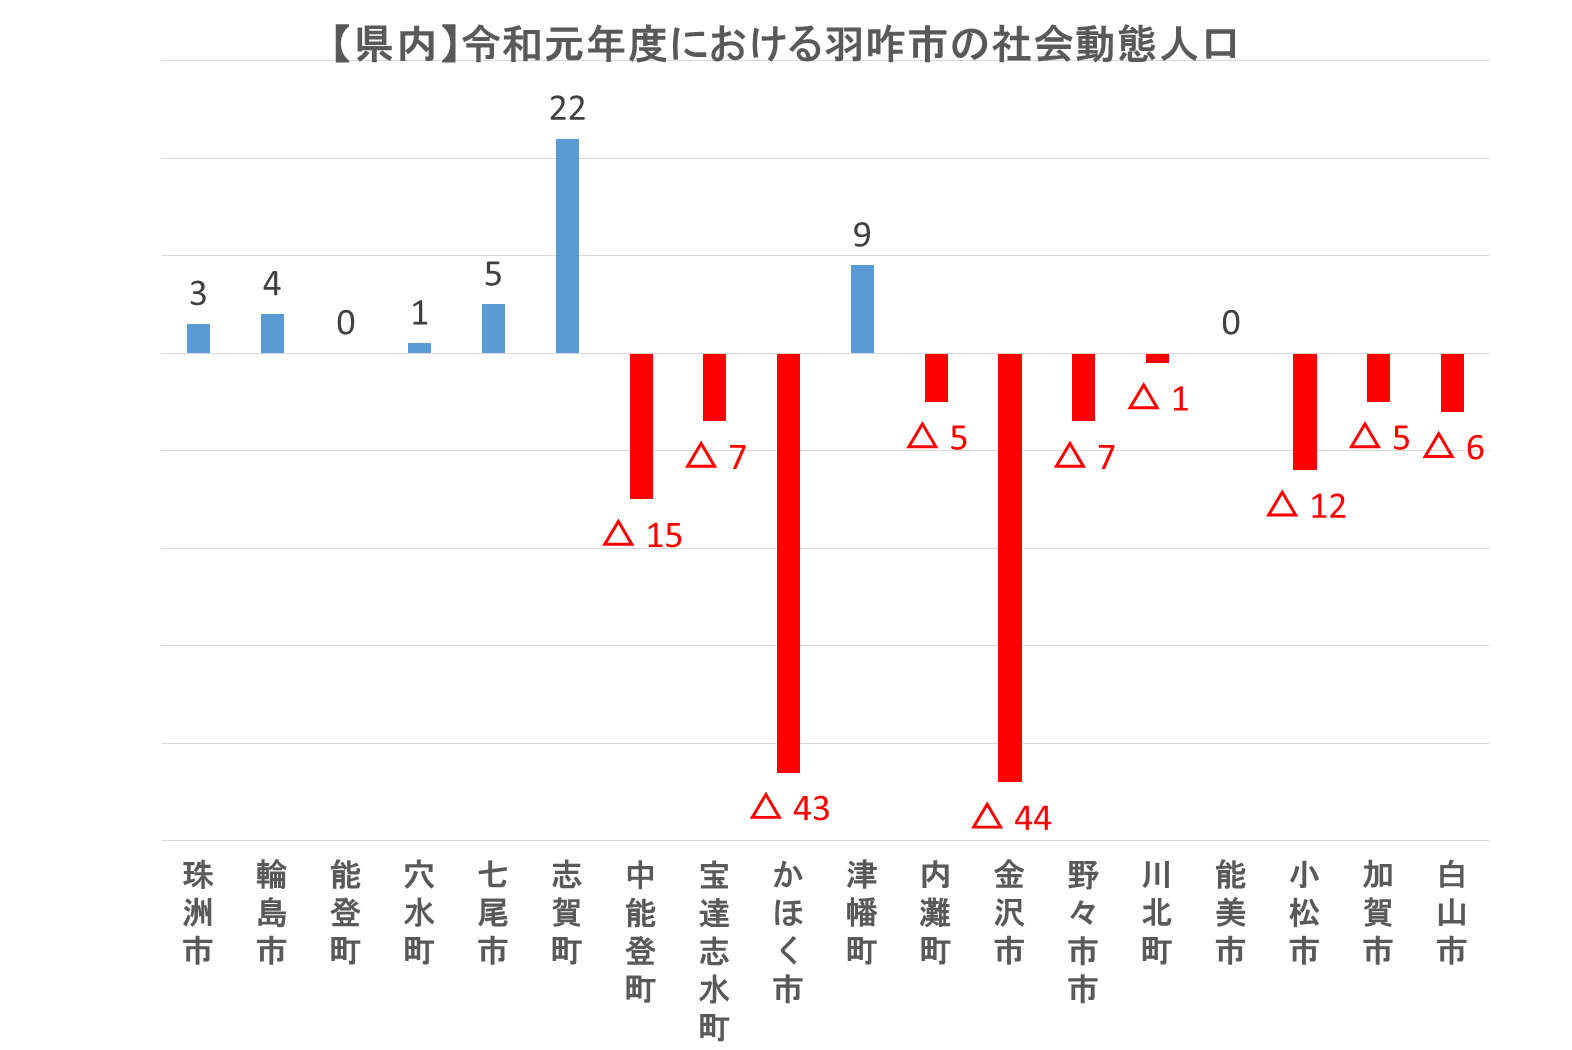 【県内】令和元年度における羽咋市の社会動態人口
3
4
0
1
5
22
△ 15
△ 7
△ 43
9
△ 5
△ 44
△ 7
△ 1
0
△ 12
△ 5
△ 6
珠洲市
輪島市
能登町
穴水町
七尾市
志賀町
中能登町
宝達志水町
かほく市
津幡町
内灘町
金沢市
野々市市
川北町
能美市
小松市
加賀市
白山市